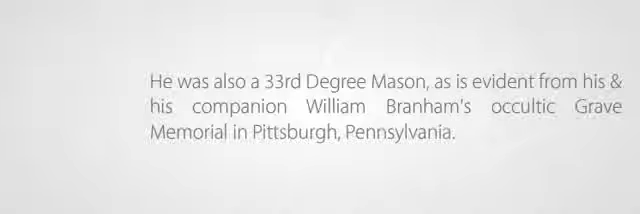 He was also a 33rd Degree Mason, as is evident from his &
his companion William Branham's occultic Grave
Memorial in Pittsburgh, Pennsylvania.